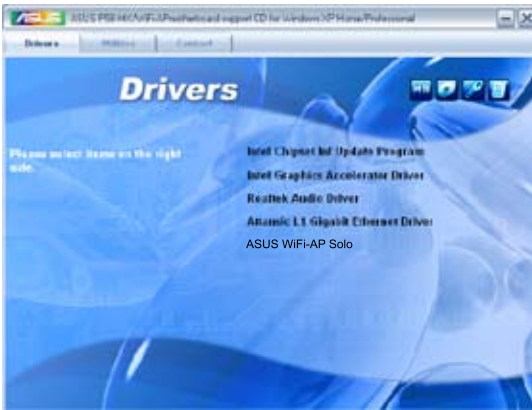 ASUS P5B-MX/WiFi-AP motherboard support CD for Windows XP Home/Professional
Drivers Utilities Contact
Drivers
Please select items on the right
side.
Intel Chipset Inf Update Program
Intel Graphics Accelerator Driver
Realtek Audio Driver
Attansic L1 Gigabit Ethernet Driver
ASUS WiFi-AP Solo